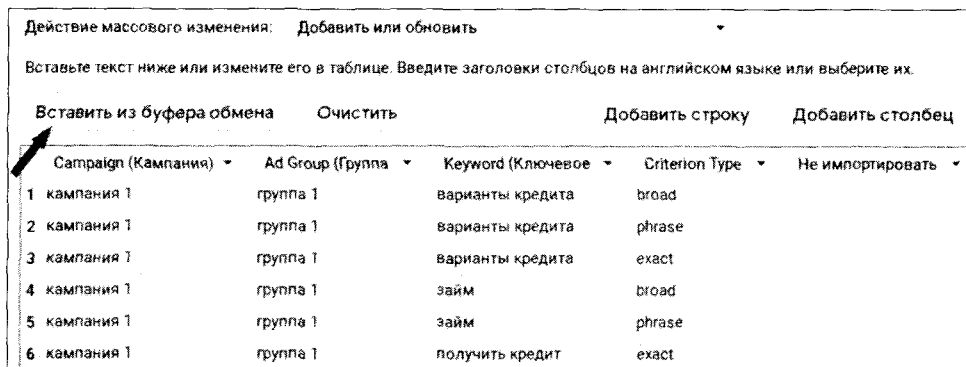 Действие массового изменения: Добавить или обновить
Вставьте текст ниже или измените его в таблице. Введите заголовки столбцов на английском языке или выберите их.
Вставить из буфера обмена Очистить Добавить строку Добавить столбец
Campaign (Кампания) Ad Group (Группа Keyword (Ключевое Criterion Type Не импортировать
1 кампания 1 группа 1 варианты кредита broad
2 кампания 1 группа 1 варианты кредита phrase
3 кампания 1 группа 1 варианты кредита exact
4 кампания 1 группа 1 займ broad
5 кампания 1 группа 1 займ phrase
6 кампания 1 группа 1 получить кредит exact